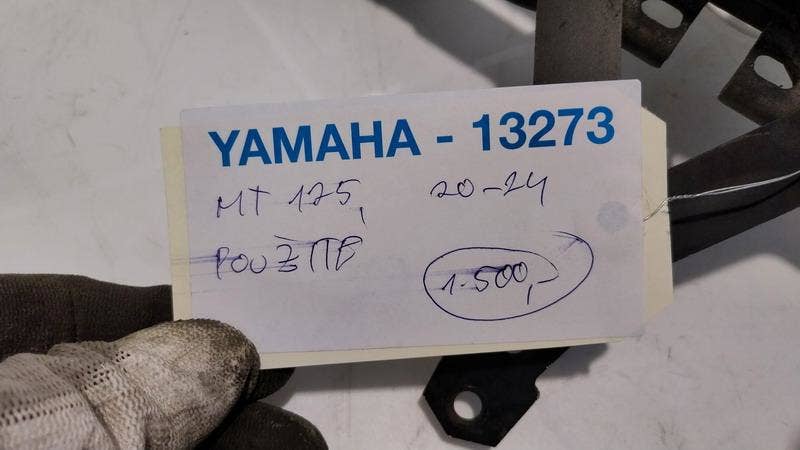 YAMAHA - 13273
MT 125, 20-24
POUŽITÉ
1.500,-